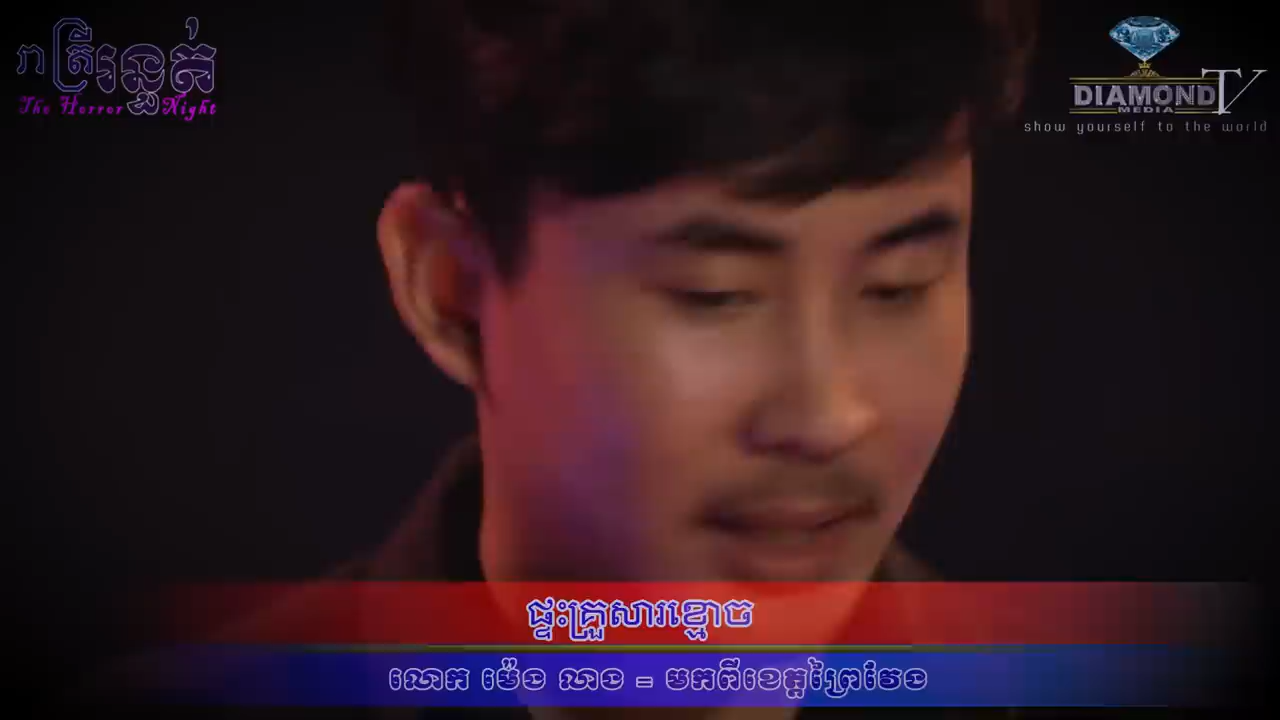 រាត្រីរន្ធត់
The Horror Night
DIAMOND TV
MEDIA
show yourself to the world
ផ្ទះគ្រួសារខ្មោច
លោក ម៉េង លាង = មកពីខេត្តព្រៃវែង